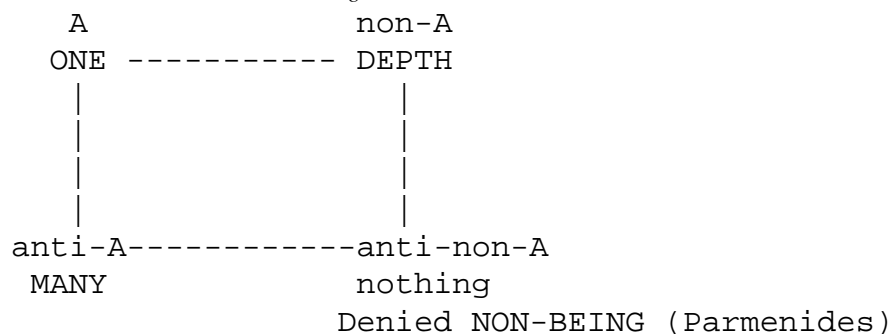 A non-A
ONE ----------- DEPTH
| |
| |
| |
| |
| |
anti-A------------anti-non-A
MANY nothing
Denied NON-BEING (Parmenides)